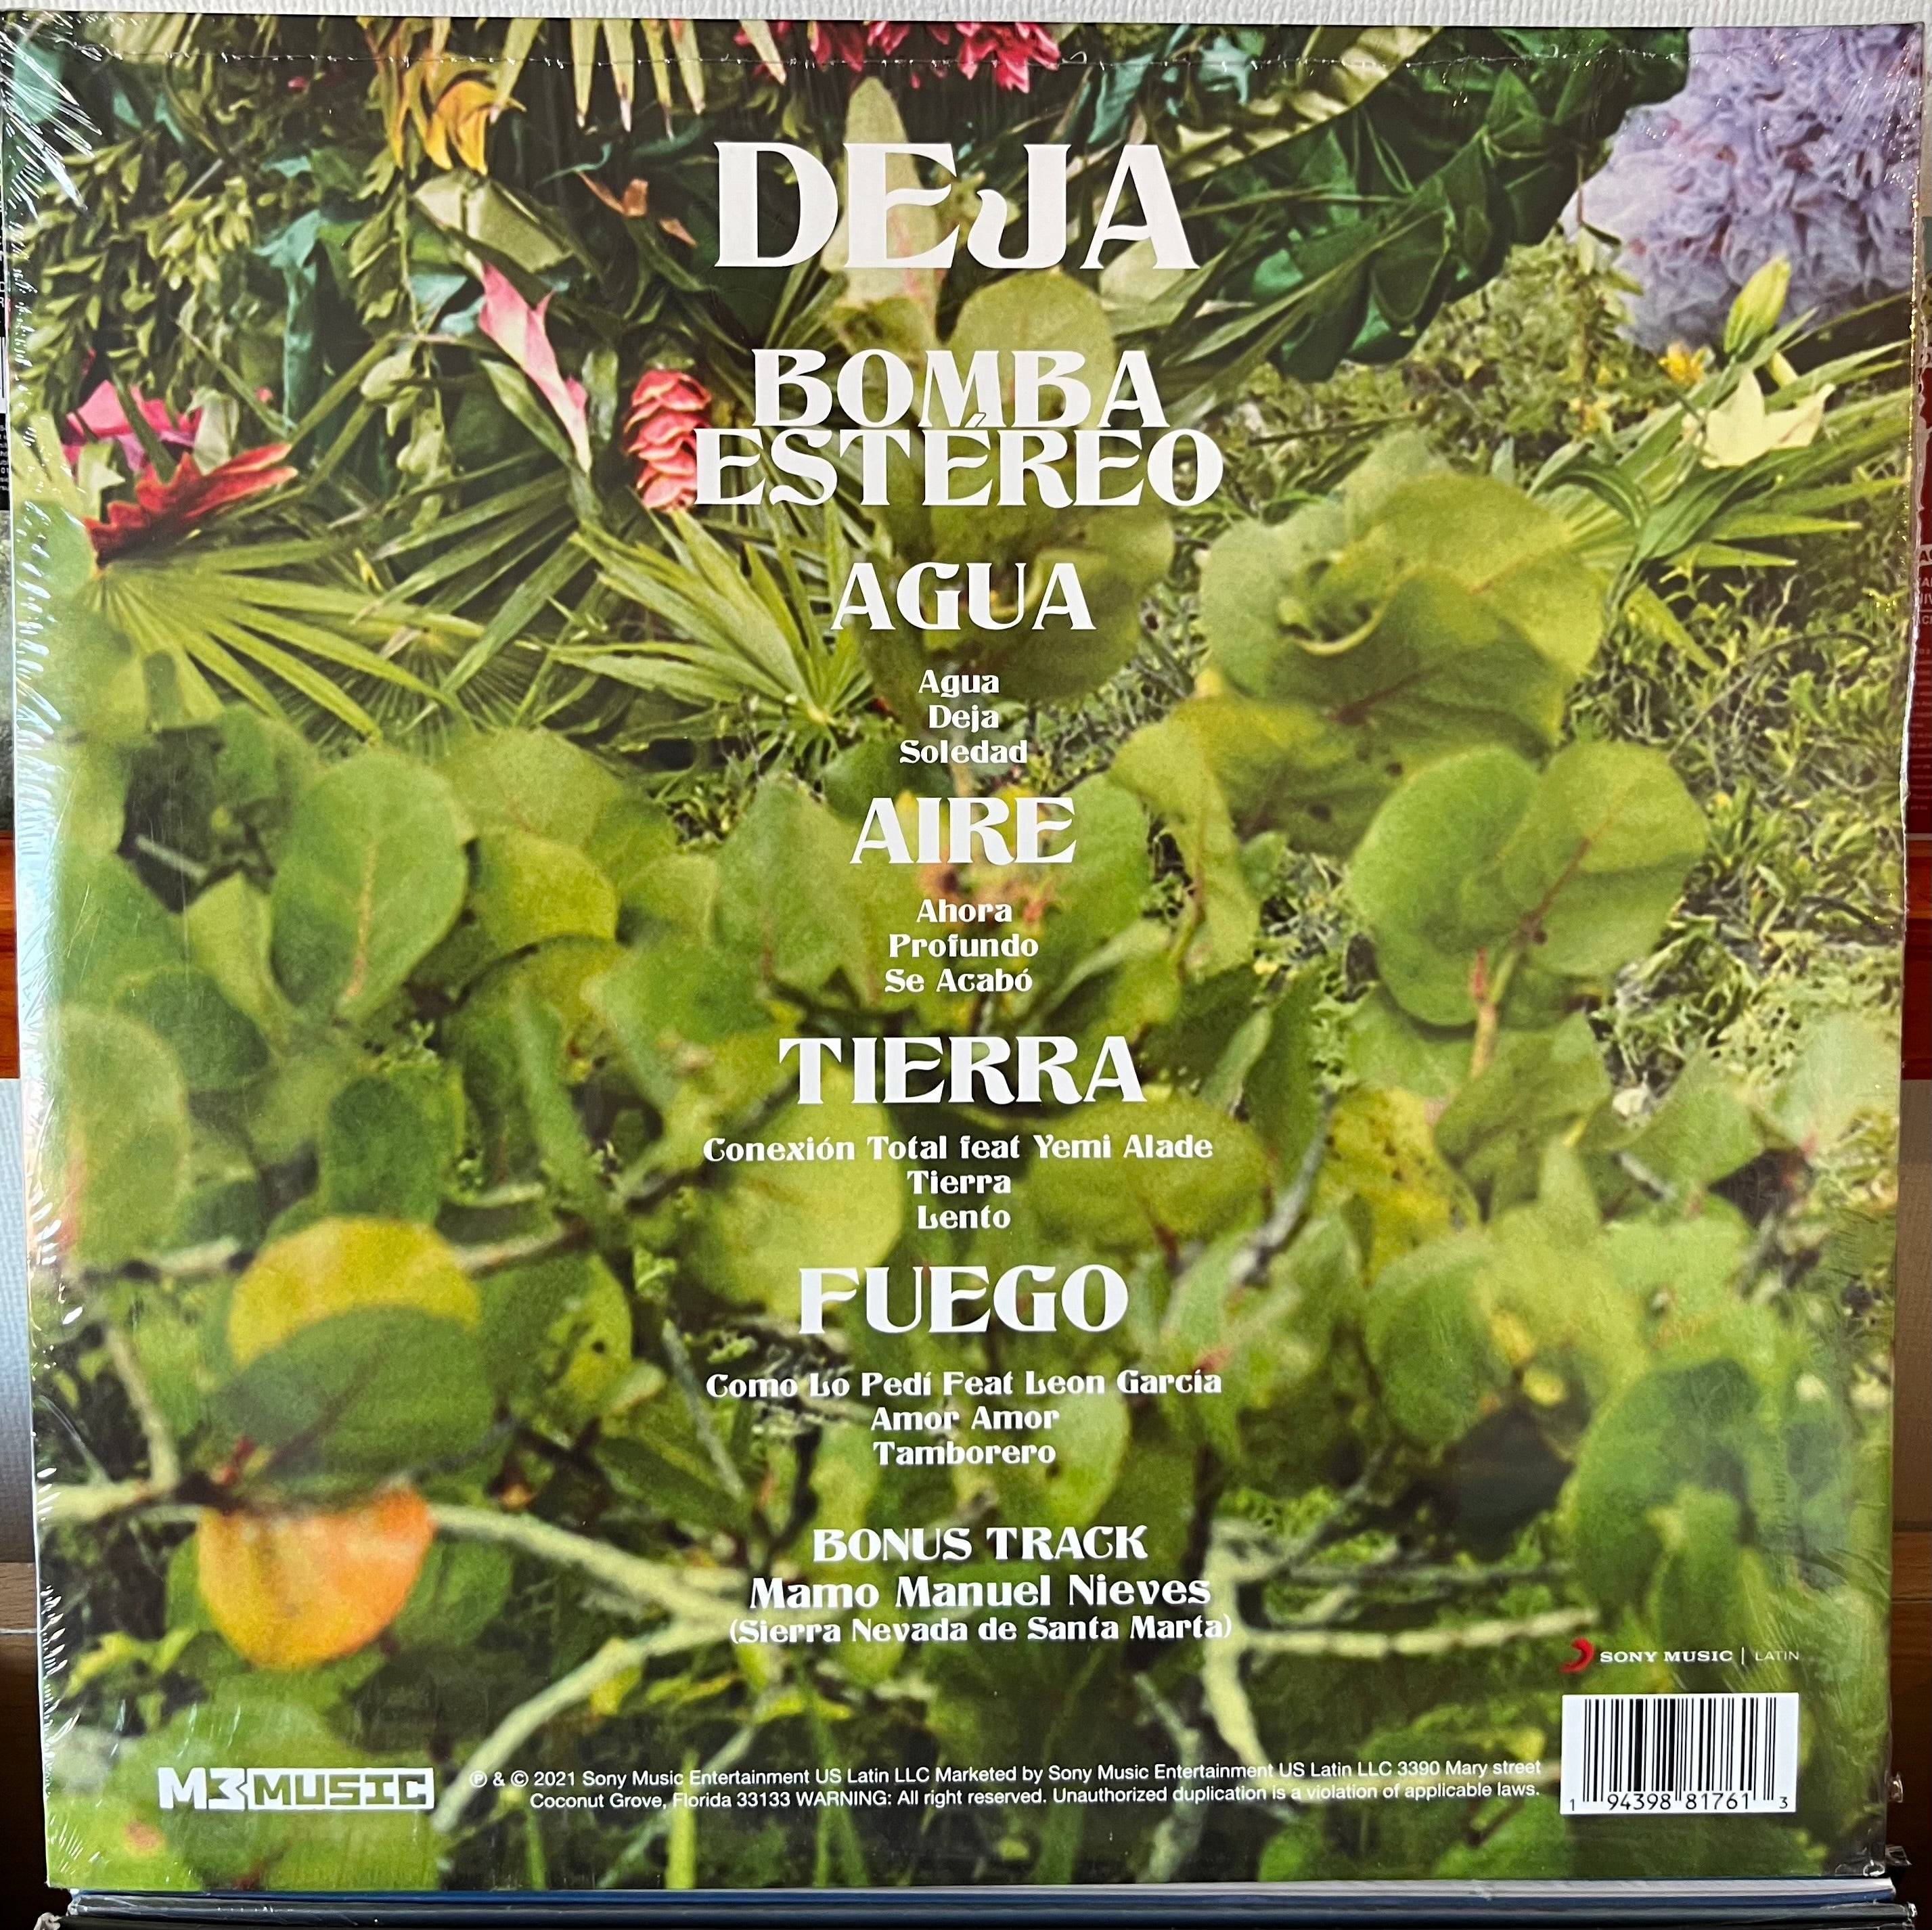 DEJA
BOMBA
ESTÉREO
AGUA
Agua
Deja
Soledad
AIRE
Ahora
Profundo
Se Acabó
TIERRA
Conexión Total feat Yemi Alade
Tierra
Lento
FUEGO
Como Lo Pedí Feat Leon García
Amor Amor
Tamborero
BONUS TRACK
Mamo Manuel Nieves
(Sierra Nevada de Santa Marta)
SONY MUSIC | LATIN
M3 MUSIC
℗ & © 2021 Sony Music Entertainment US Latin LLC Marketed by Sony Music Entertainment US Latin LLC 3390 Mary street
Coconut Grove, Florida 33133 WARNING: All right reserved. Unauthorized duplication is a violation of applicable laws.
1 94398 81761 3